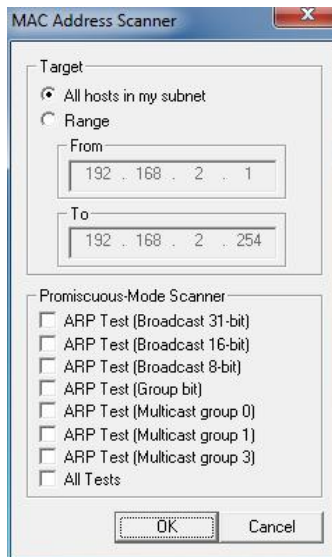 MAC Address Scanner
Target
All hosts in my subnet
Range
From
192 . 168 . 2 . 1
To
192 . 168 . 2 . 254
Promiscuous-Mode Scanner
ARP Test (Broadcast 31-bit)
ARP Test (Broadcast 16-bit)
ARP Test (Broadcast 8-bit)
ARP Test (Group bit)
ARP Test (Multicast group 0)
ARP Test (Multicast group 1)
ARP Test (Multicast group 3)
All Tests
OK Cancel